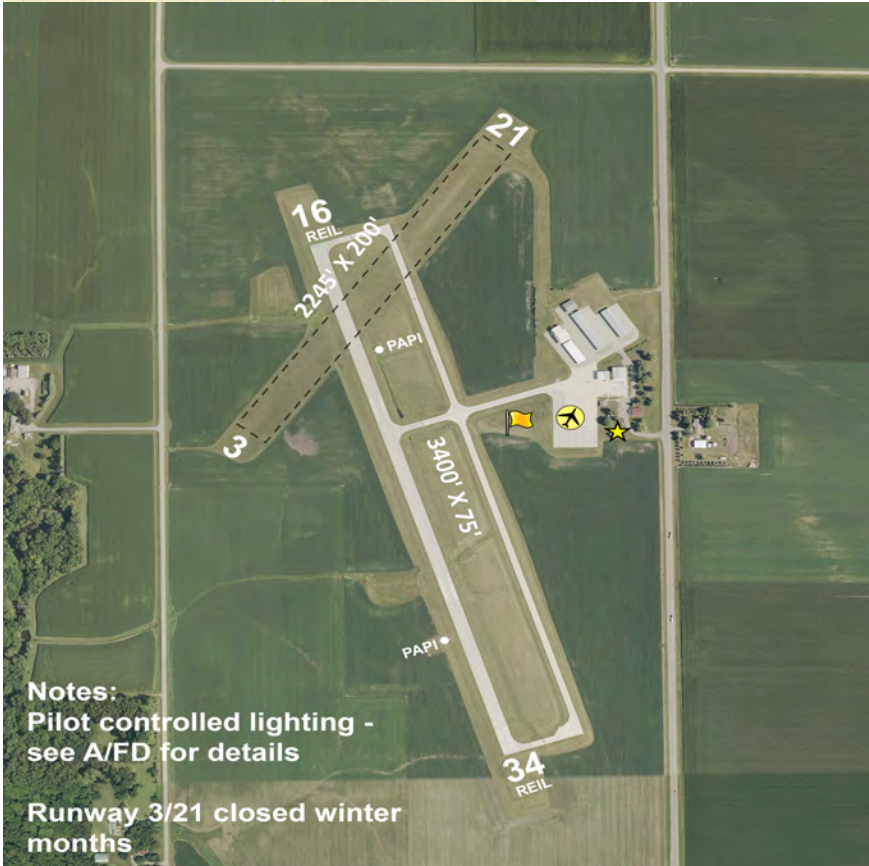 21
16
REIL
2245' X 200'
PAPI
3
3400' X 75'
PAPI
34
REIL
Notes:
Pilot controlled lighting -
see A/FD for details
Runway 3/21 closed winter
months